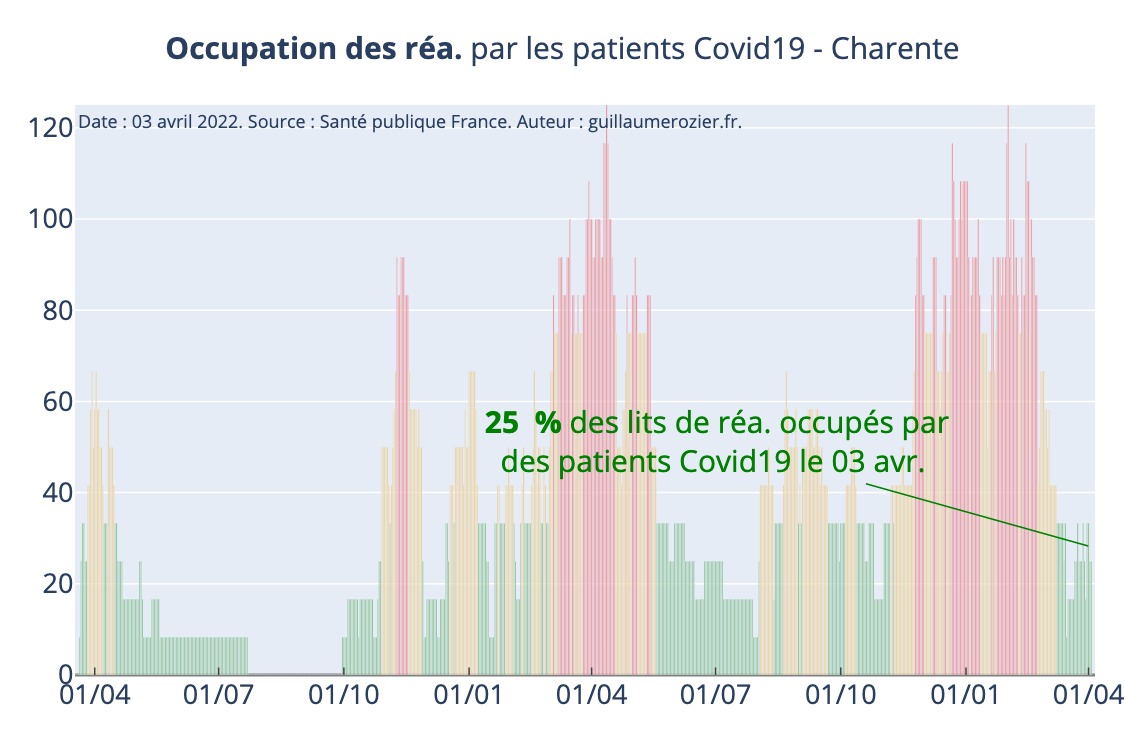 Occupation des réa. par les patients Covid19 - Charente
Date : 03 avril 2022. Source : Santé publique France. Auteur : guillaumerozier.fr.
120
100
80
60
40
20
0
25  % des lits de réa. occupés par
des patients Covid19 le 03 avr.
01/04 01/07 01/10 01/01 01/04 01/07 01/10 01/01 01/04